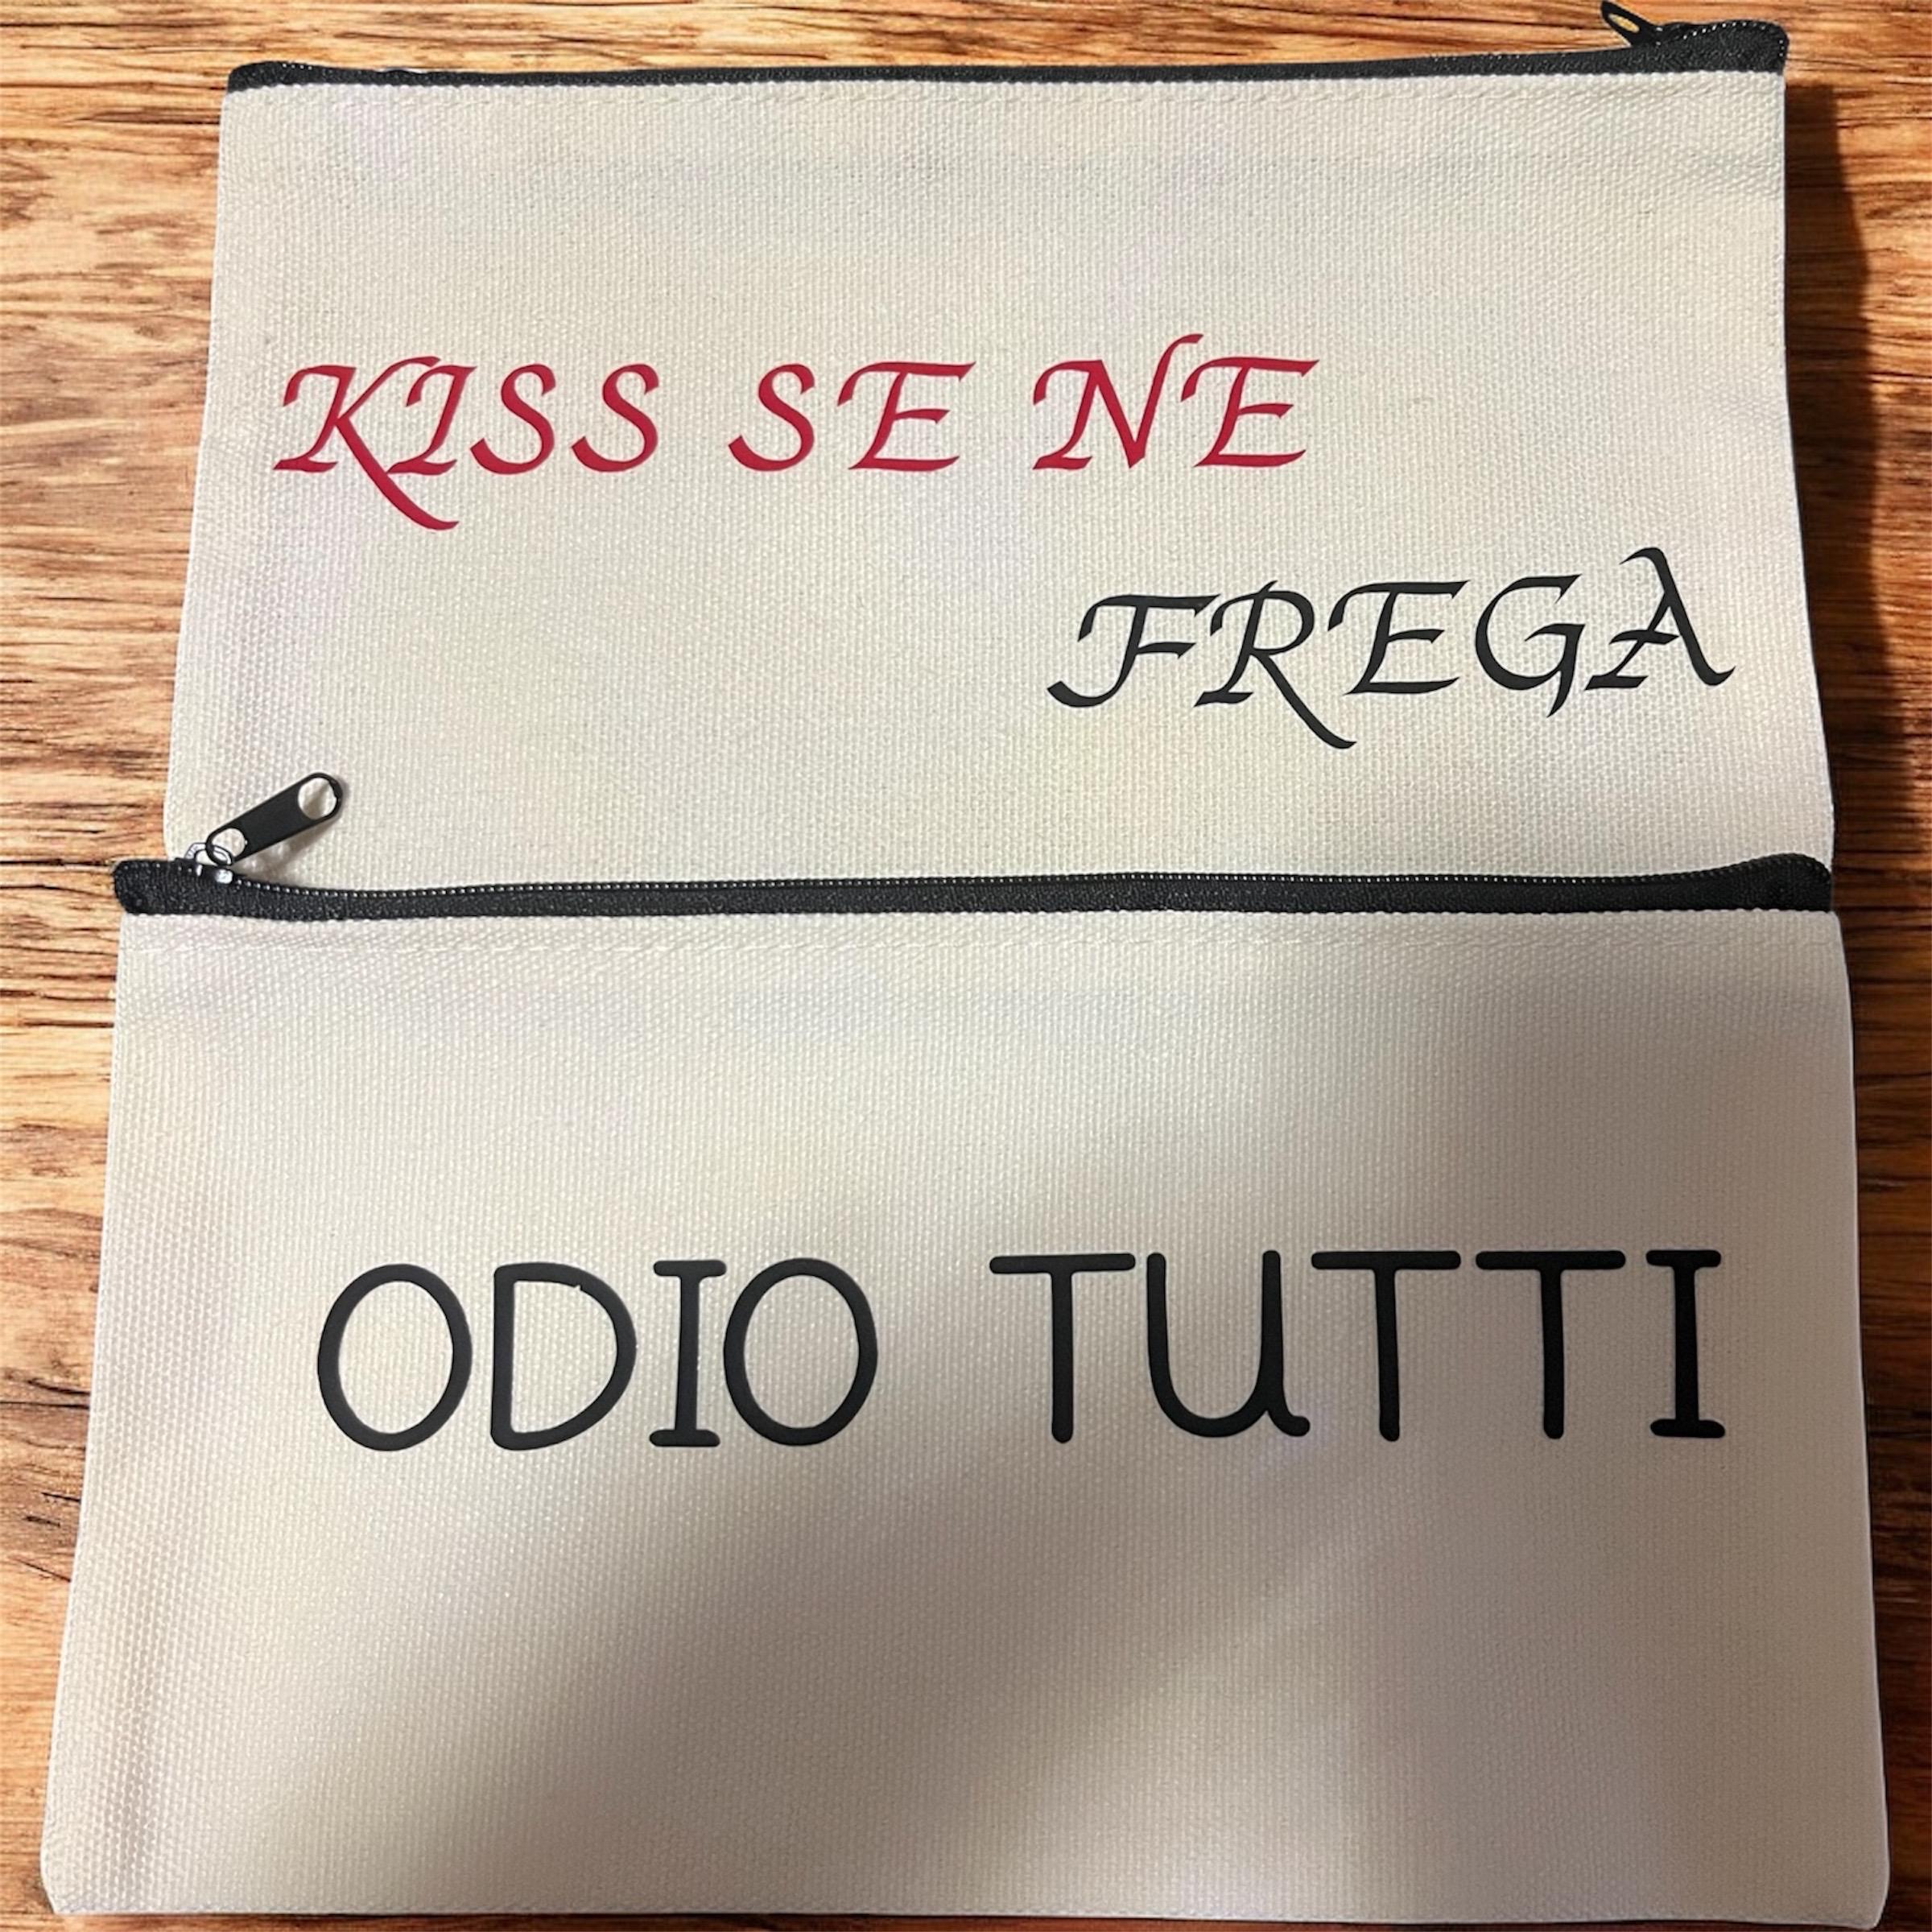 KISS SE NE
FREGA
ODIO TUTTI